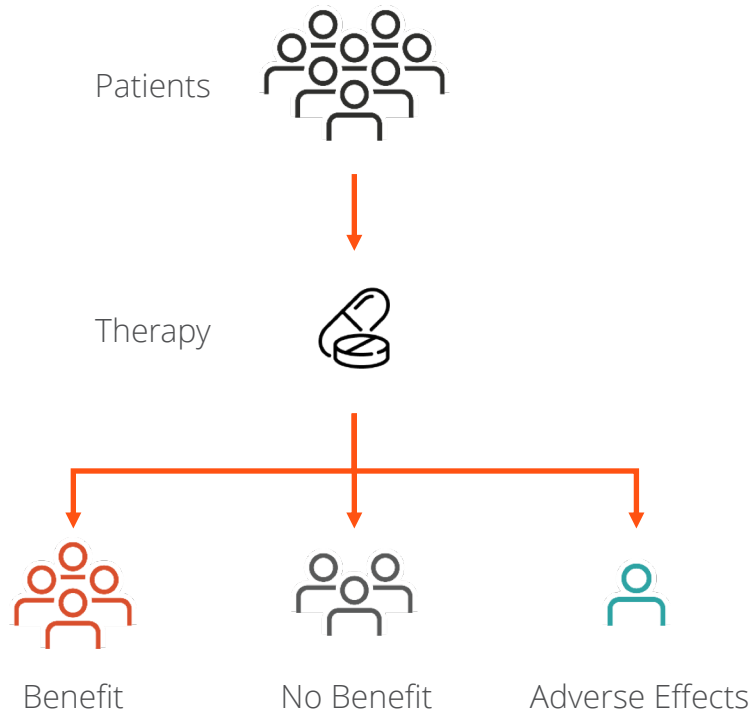 Patients
Therapy
Benefit
No Benefit
Adverse Effects